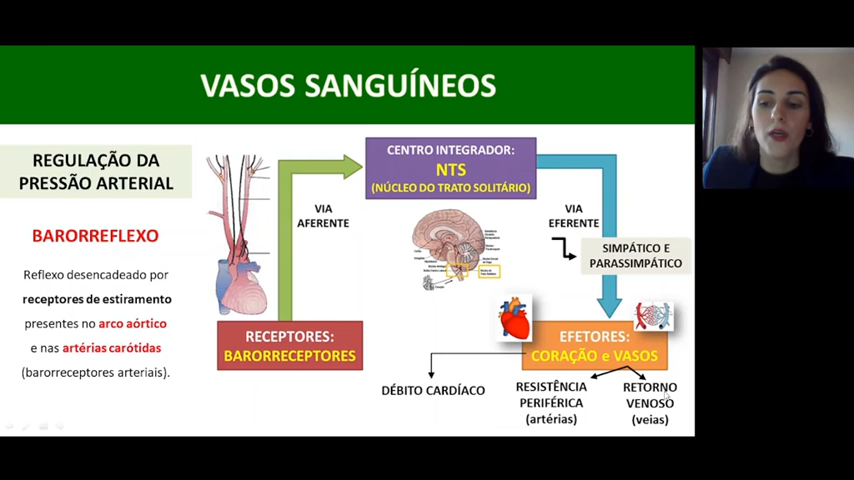 VASOS SANGUÍNEOS
REGULAÇÃO DA
PRESSÃO ARTERIAL
BARORREFLEXO
Reflexo desencadeado por
receptores de estiramento
presentes no arco aórtico
e nas artérias carótidas
(barorreceptores arteriais).
CENTRO INTEGRADOR:
NTS
(NÚCLEO DO TRATO SOLITÁRIO)
VIA
AFERENTE
VIA
EFERENTE
SIMPÁTICO E
PARASSIMPÁTICO
RECEPTORES:
BARORRECEPTORES
EFETORES:
CORAÇÃO e VASOS
DÉBITO CARDÍACO
RESISTÊNCIA
PERIFÉRICA
(artérias)
RETORNO
VENOSO
(veias)